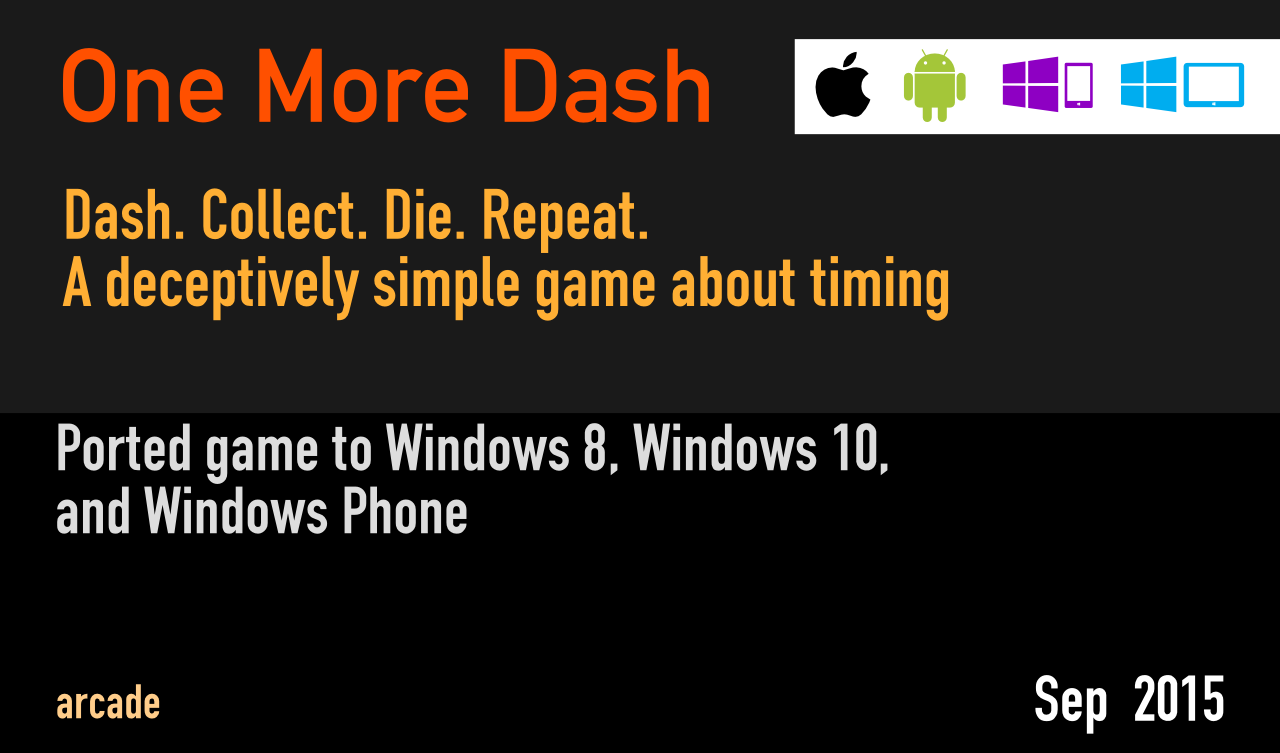 One More Dash
Dash. Collect. Die. Repeat.
A deceptively simple game about timing
Ported game to Windows 8, Windows 10,
and Windows Phone
arcade
Sep 2015